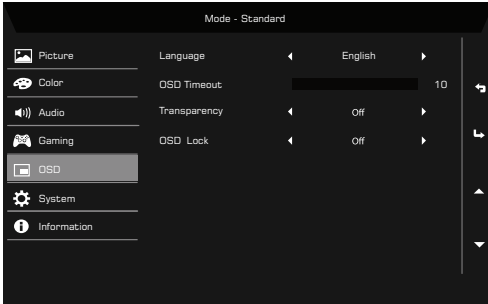 Mode - Standard
Picture
Language English
Color
OSD Timeout 10
Audio
Transparency Off
Gaming
OSD Lock Off
OSD
System
Information